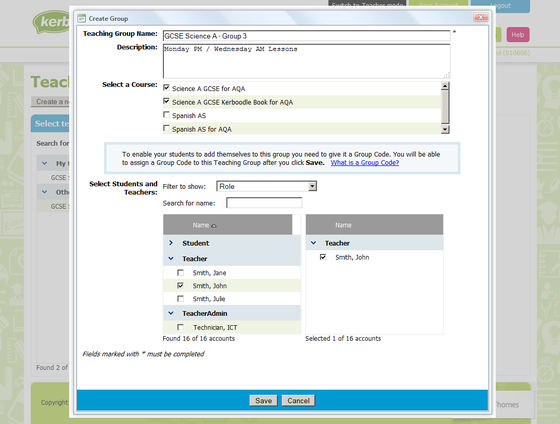 Switch to Teacher mode
Logout
Create Group
kerb
Help
Teaching Group Name:
GCSE Science A - Group 3
*
Description:
Monday PM / Wednesday AM Lessons
Teac
Select a Course:
Science A GCSE for AQA
Science A GCSE Kerboodle Book for AQA
Spanish AS
Spanish AS for AQA
Create a n
Select te
Search for
My t
GCSE S
Othe
GCSE S
To enable your students to add themselves to this group you need to give it a Group Code. You will be
able to assign a Group Code to this Teaching Group after you click Save. What is a Group Code?
Select Students and
Teachers:
Filter to show:
Role
Search for name:
Name
Student
Teacher
Smith, Jane
Smith, John
Smith, Julie
TeacherAdmin
Technician, ICT
Found 16 of 16 accounts
Name
Teacher
Smith, John
Selected 1 of 16 accounts
Fields marked with * must be completed
Found 2 of
Save
Cancel
Copyright
Thornes